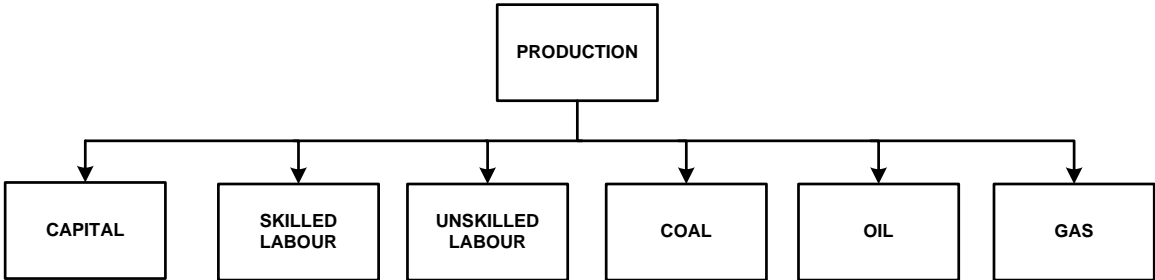 PRODUCTION
CAPITAL
SKILLED
LABOUR
UNSKILLED
LABOUR
COAL
OIL
GAS